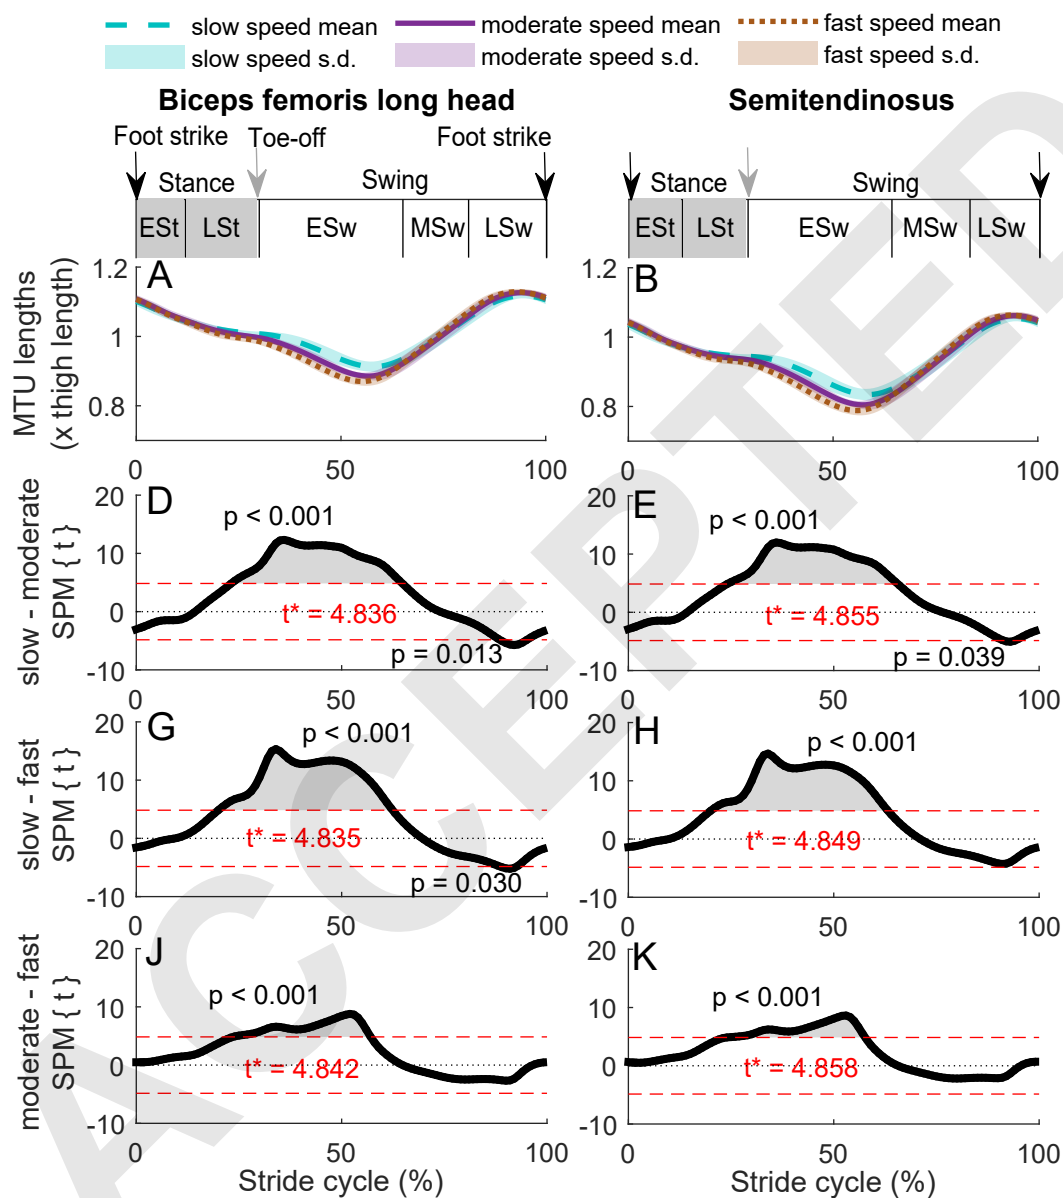 slow speed mean moderate speed mean fast speed mean
slow speed s.d. moderate speed s.d. fast speed s.d.
Biceps femoris long head Semitendinosus
Foot strike Toe-off Foot strike
Stance Swing Stance Swing
ESt LSt ESw MSw LSw ESt LSt ESw MSw LSw
MTU lengths
(x thigh length)
A
1.2
1
0.8
0 50 100
B
1.2
1
0.8
0 50 100
slow - moderate
SPM { t }
D
p < 0.001
t* = 4.836
p = 0.013
20
10
0
-10
0 50 100
E
p < 0.001
t* = 4.855
p = 0.039
20
10
0
-10
0 50 100
slow - fast
SPM { t }
G
p < 0.001
t* = 4.835
p = 0.030
20
10
0
-10
0 50 100
H
p < 0.001
t* = 4.849
20
10
0
-10
0 50 100
moderate - fast
SPM { t }
J
p < 0.001
t* = 4.842
20
10
0
-10
0 50 100
Stride cycle (%)
K
p < 0.001
t* = 4.858
20
10
0
-10
0 50 100
Stride cycle (%)
ACCEPTED